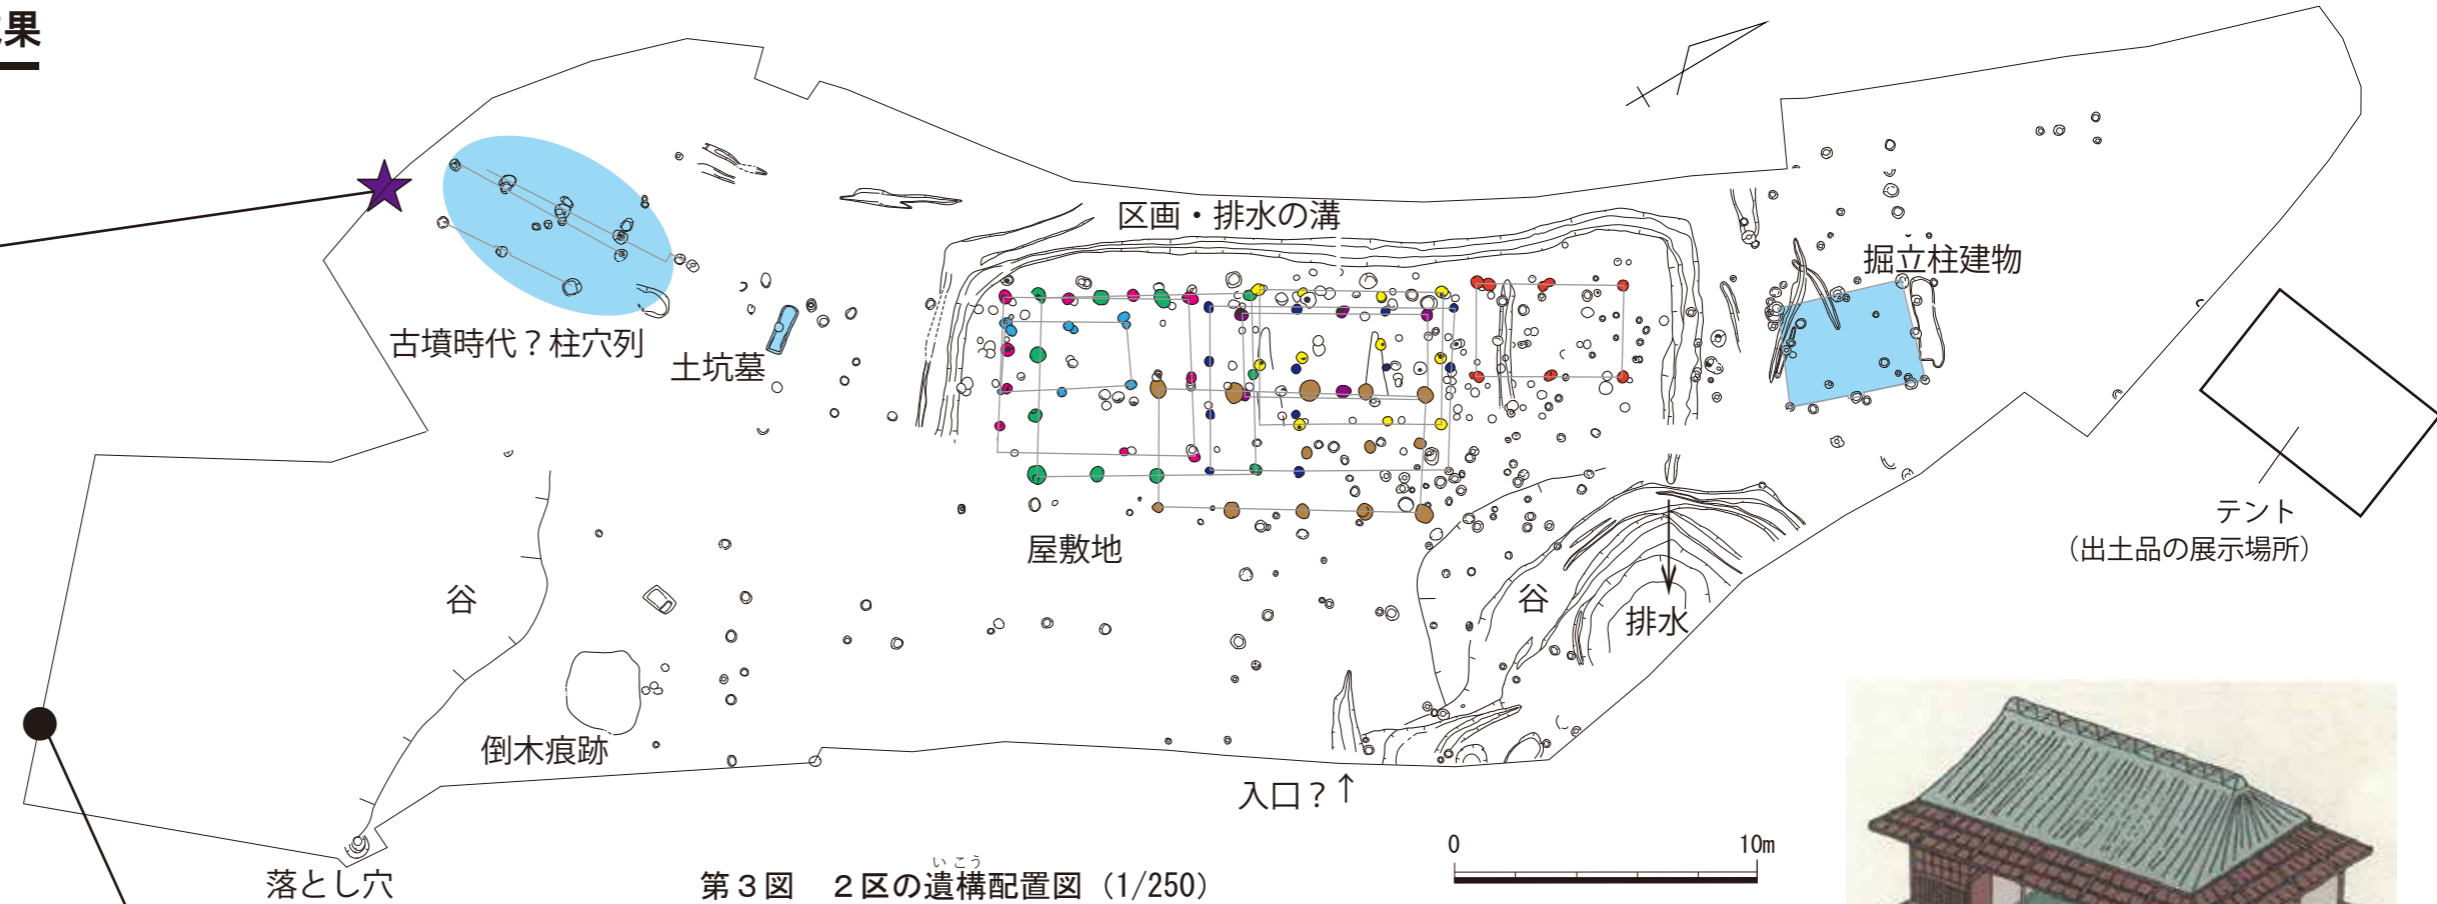 果
区画・排水の溝
掘立柱建物
古墳時代？柱穴列
土坑墓
テント
（出土品の展示場所）
屋敷地
谷
谷
排水
倒木痕跡
入口？↑
0 10m
いこう
第３図 ２区の遺構配置図（1/250）
落とし穴